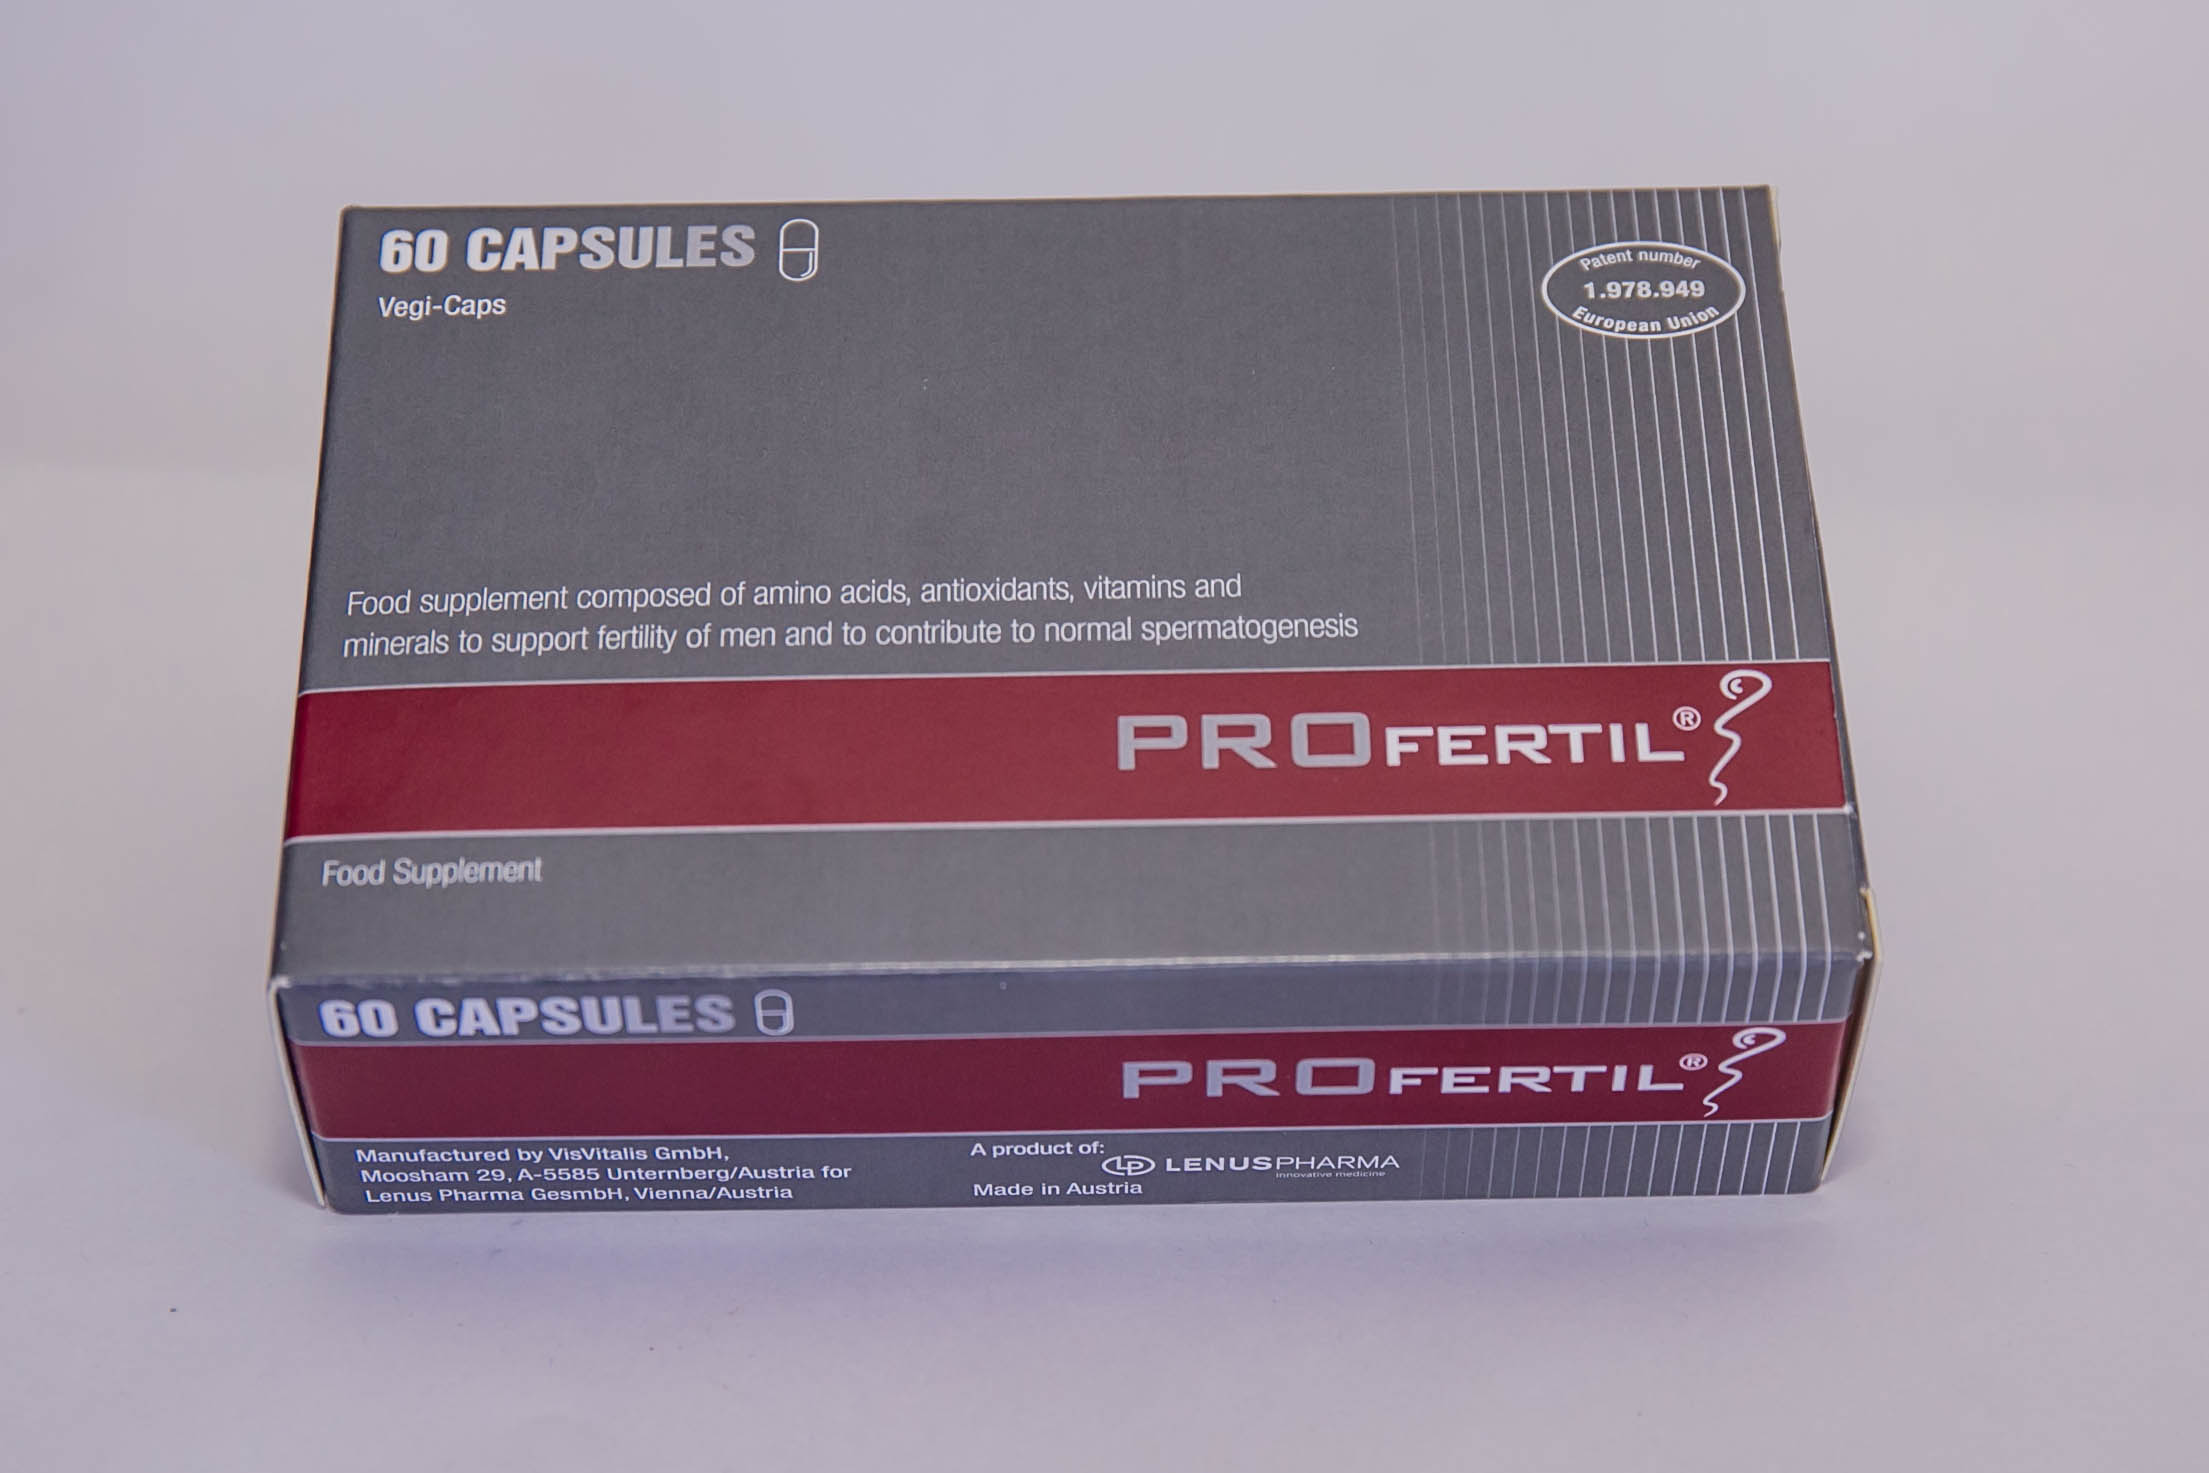 60 CAPSULES
Vegi-Caps
Patent number
1.978.949
European Union
Food supplement composed of amino acids, antioxidants, vitamins and
minerals to support fertility of men and to contribute to normal spermatogenesis
PROFERTIL®
Food Supplement
60 CAPSULES
PROFERTIL®
Manufactured by VisVitalis GmbH,
Moosham 29, A-5585 Unternberg/Austria for
Lenus Pharma GesmbH, Vienna/Austria
A product of:
LP LENUSPHARMA
innovative medicine
Made in Austria